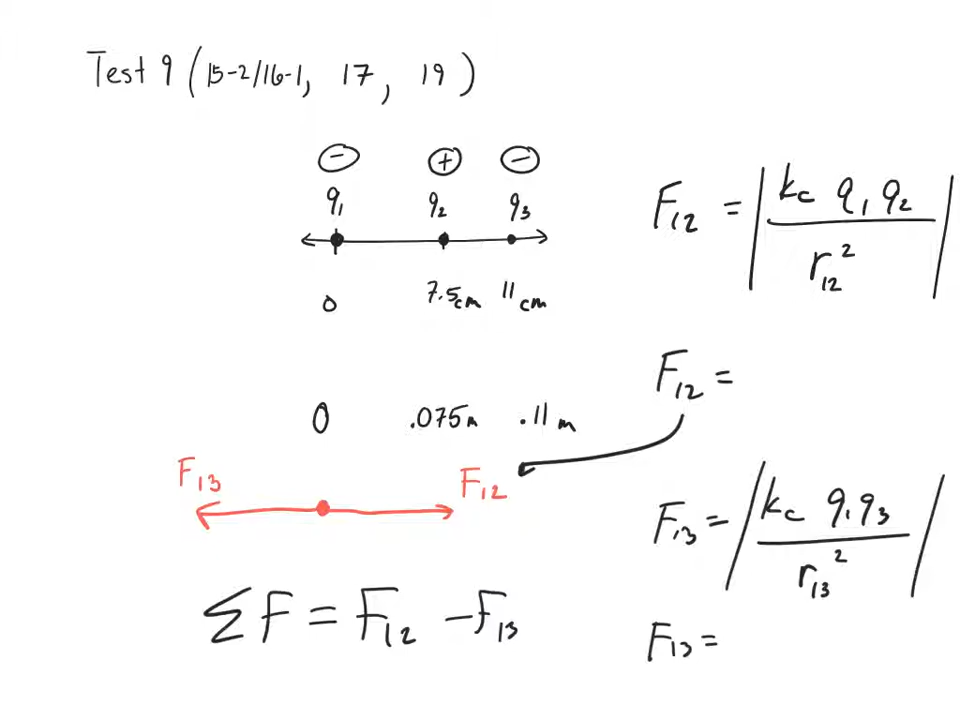 Test 9 (15-2/16-1, 17, 19)
⊖ ⊕ ⊖
q₁ q₂ q₃
0 7.5cm 11cm
0 .075m .11m
F₁₃ F₁₂
ΣF = F₁₂ - F₁₃
F₁₂ = | kc q₁ q₂ / r₁₂² |
F₁₂ =
F₁₃ = | kc q₁ q₃ / r₁₃² |
F₁₃ =